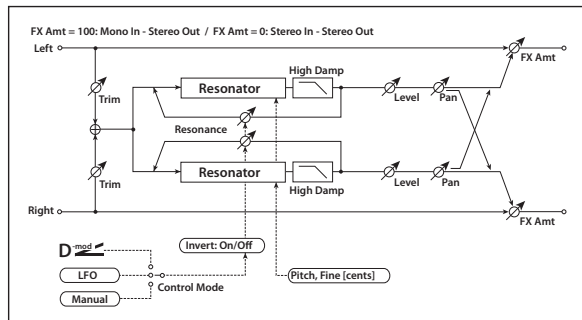 FX Amt = 100: Mono In - Stereo Out / FX Amt = 0: Stereo In - Stereo Out
Left
FX Amt
High Damp
Resonator
Trim
Level
Pan
Resonance
Resonator
Trim
High Damp
Level
Pan
Right
FX Amt
D-mod
Invert: On/Off
LFO
Control Mode
Pitch, Fine [cents]
Manual